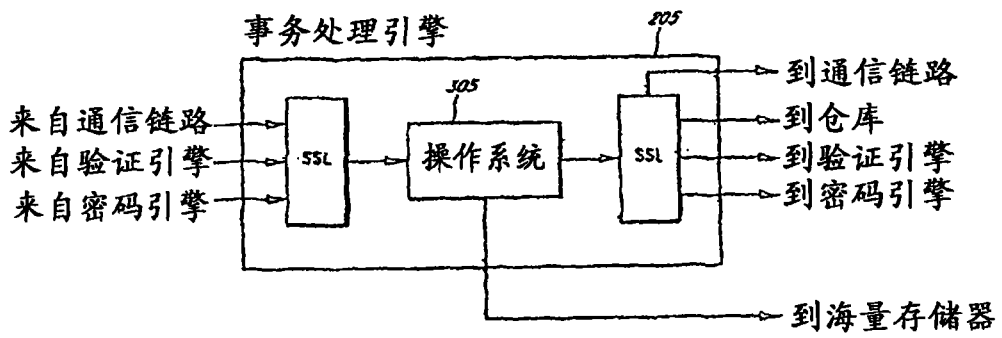 事务处理引擎
205
到通信链路
305
来自通信链路
到仓库
来自验证引擎
SSL
操作系统
SSL
到验证引擎
来自密码引擎
到密码引擎
到海量存储器